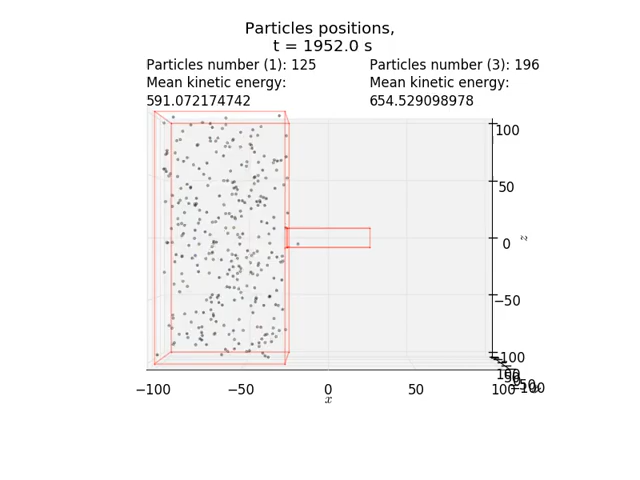 Particles positions,
t = 1952.0 s
Particles number (1): 125
Mean kinetic energy:
591.072174742
Particles number (3): 196
Mean kinetic energy:
654.529098978
100
50
0
z
−50
−100
−100
−50
0
50
100
x